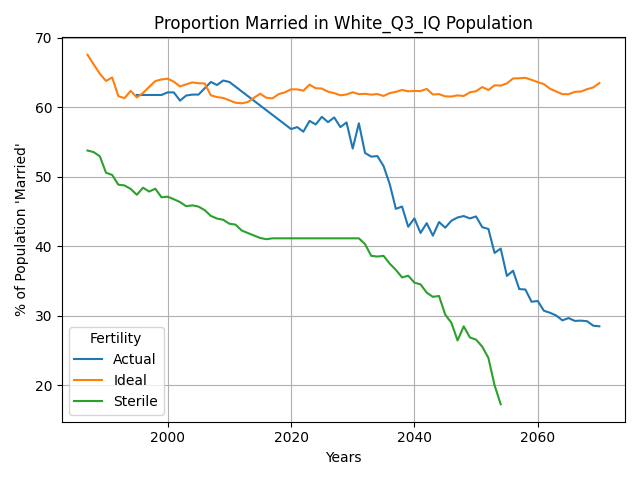 Proportion Married in White_Q3_IQ Population
% of Population 'Married'
70
60
50
40
30
20
Fertility
Actual
Ideal
Sterile
2000
2020
2040
2060
Years